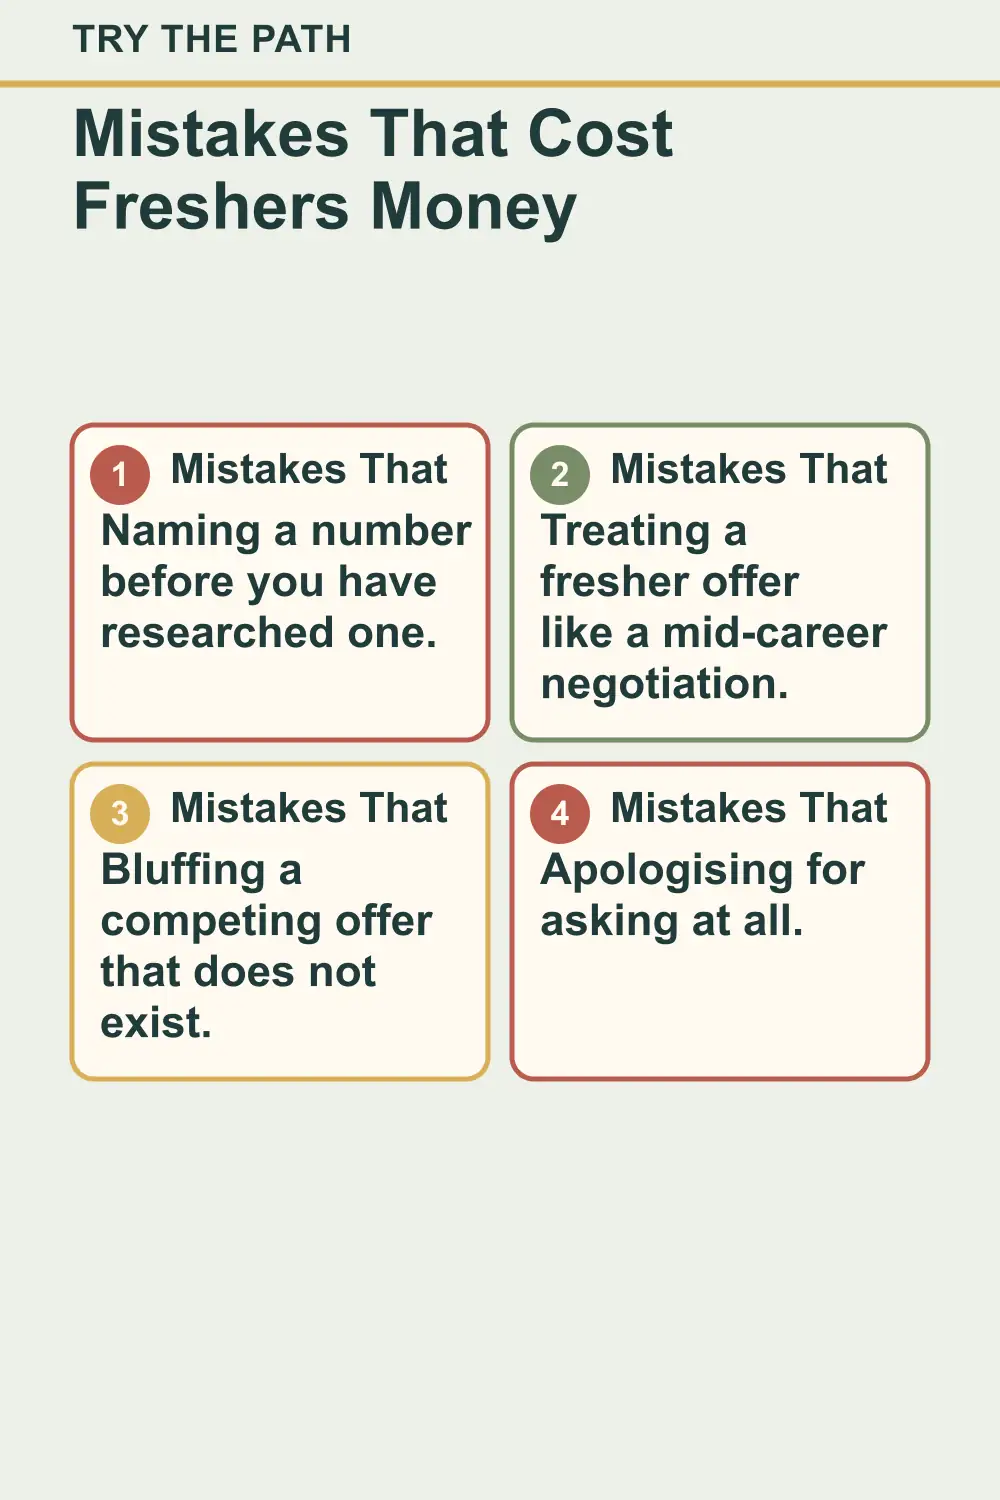 TRY THE PATH
Mistakes That Cost
Freshers Money
1 Mistakes That
Naming a number
before you have
researched one.
2 Mistakes That
Treating a
fresher offer
like a mid-career
negotiation.
3 Mistakes That
Bluffing a
competing offer
that does not
exist.
4 Mistakes That
Apologising for
asking at all.